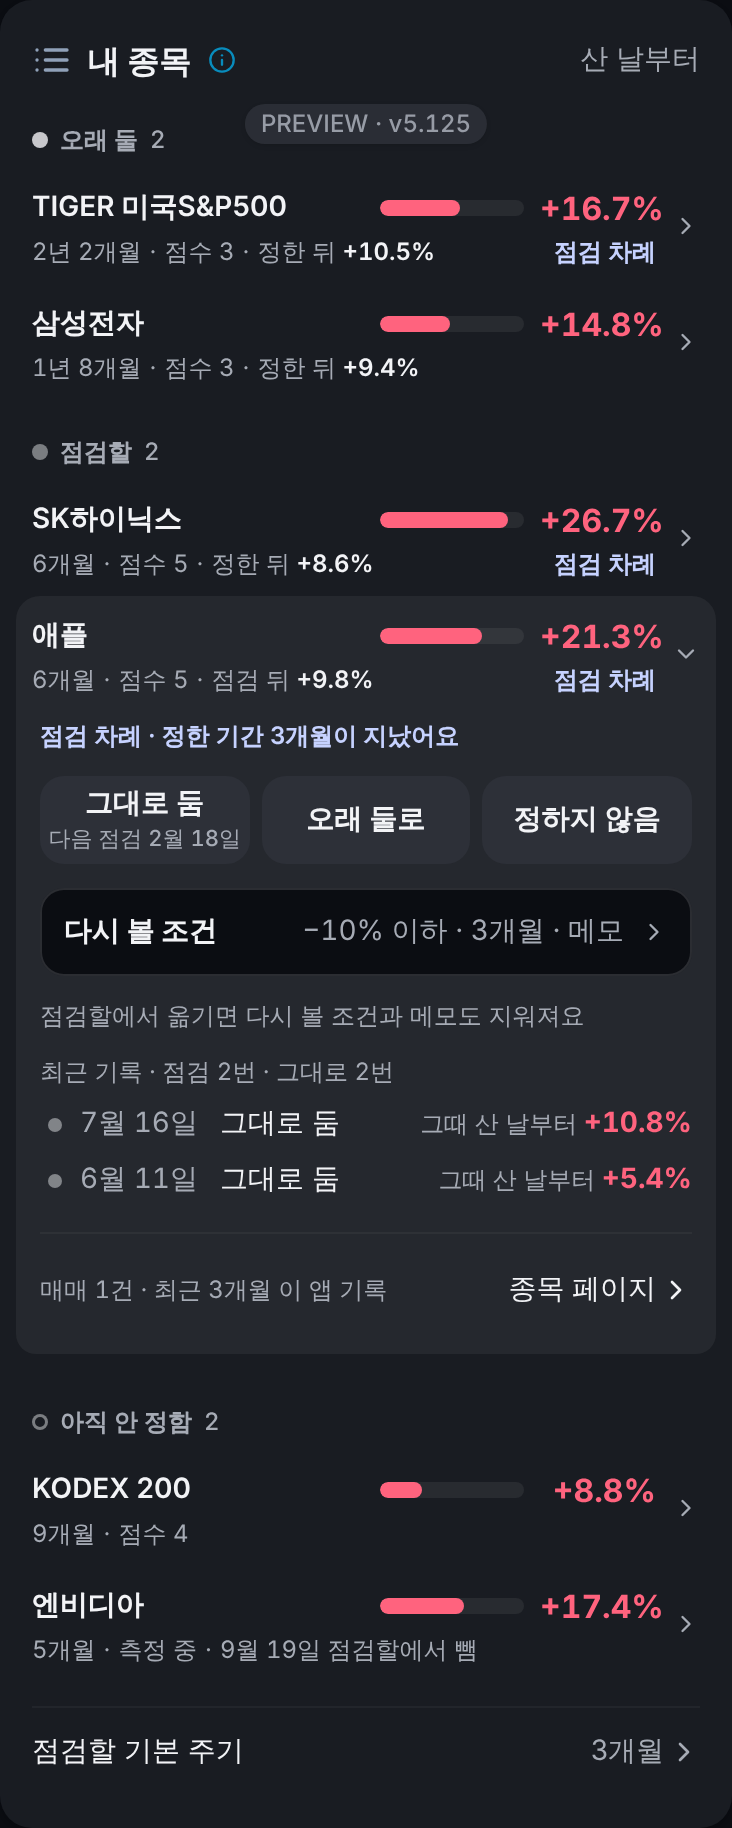 내 종목
산 날부터
PREVIEW · v5.125
오래 둘 2
TIGER 미국S&P500 +16.7%
2년 2개월 · 점수 3 · 정한 뒤 +10.5% 점검 차례
삼성전자 +14.8%
1년 8개월 · 점수 3 · 정한 뒤 +9.4%
점검할 2
SK하이닉스 +26.7%
6개월 · 점수 5 · 정한 뒤 +8.6% 점검 차례
애플 +21.3%
6개월 · 점수 5 · 점검 뒤 +9.8% 점검 차례
점검 차례 · 정한 기간 3개월이 지났어요
그대로 둠
다음 점검 2월 18일
오래 둘로
정하지 않음
다시 볼 조건 −10% 이하 · 3개월 · 메모
점검할에서 옮기면 다시 볼 조건과 메모도 지워져요
최근 기록 · 점검 2번 · 그대로 2번
7월 16일 그대로 둠 그때 산 날부터 +10.8%
6월 11일 그대로 둠 그때 산 날부터 +5.4%
매매 1건 · 최근 3개월 이 앱 기록 종목 페이지
아직 안 정함 2
KODEX 200 +8.8%
9개월 · 점수 4
엔비디아 +17.4%
5개월 · 측정 중 · 9월 19일 점검할에서 뺌
점검할 기본 주기 3개월